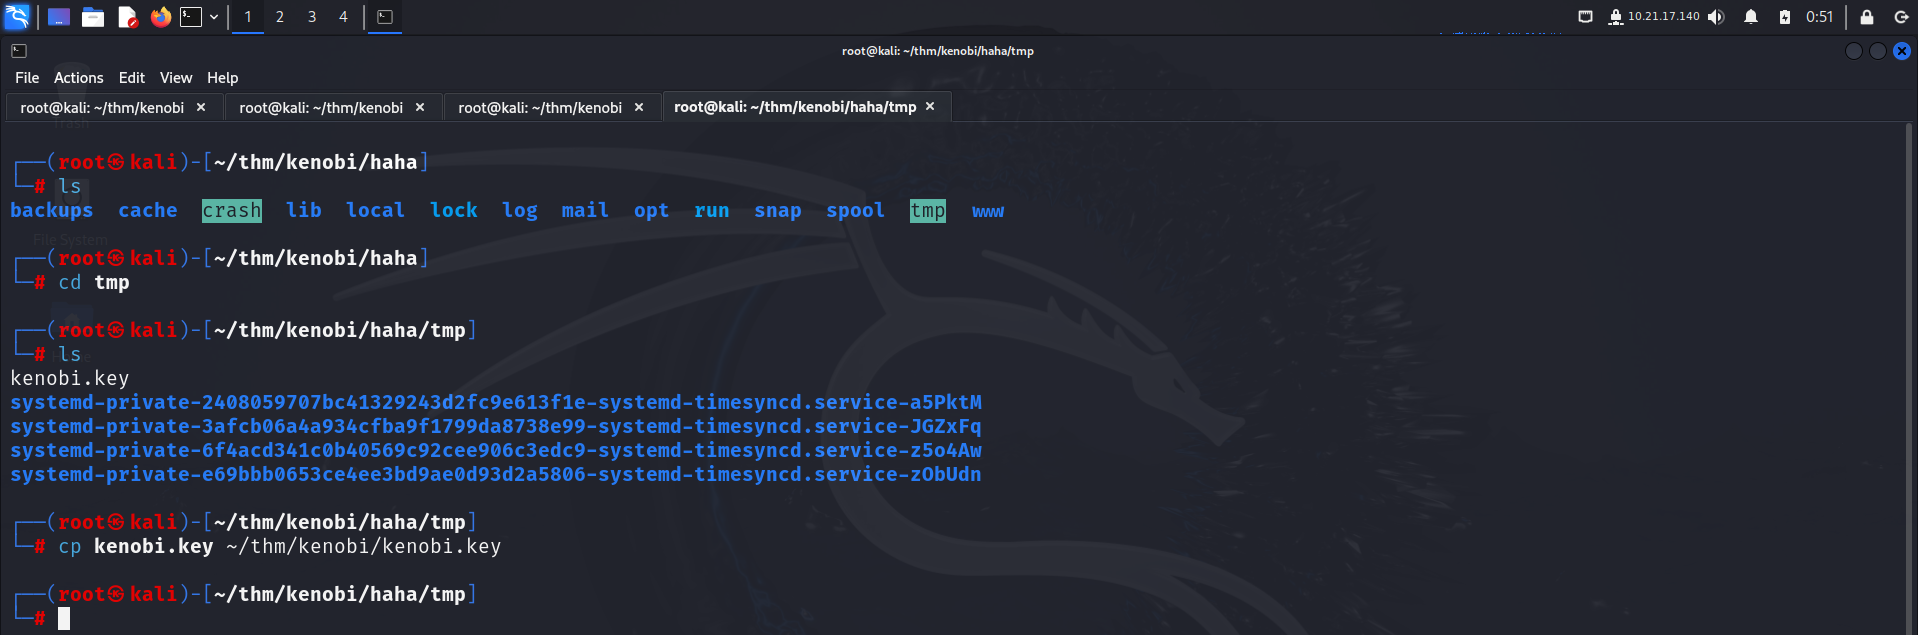 1 2 3 4 10.21.17.140 0:51
root@kali: ~/thm/kenobi/haha/tmp
File Actions Edit View Help
root@kali: ~/thm/kenobi × root@kali: ~/thm/kenobi × root@kali: ~/thm/kenobi × root@kali: ~/thm/kenobi/haha/tmp ×
Trash
┌──(root㉿kali)-[~/thm/kenobi/haha]
└─# ls
backups cache crash lib local lock log mail opt run snap spool tmp www
File System
┌──(root㉿kali)-[~/thm/kenobi/haha]
└─# cd tmp
┌──(root㉿kali)-[~/thm/kenobi/haha/tmp]
└─# ls
kenobi.key
systemd-private-2408059707bc41329243d2fc9e613f1e-systemd-timesyncd.service-a5PktM
systemd-private-3afcb06a4a934cfba9f1799da8738e99-systemd-timesyncd.service-JGZxFq
systemd-private-6f4acd341c0b40569c92cee906c3edc9-systemd-timesyncd.service-z5o4Aw
systemd-private-e69bbb0653ce4ee3bd9ae0d93d2a5806-systemd-timesyncd.service-zObUdn
┌──(root㉿kali)-[~/thm/kenobi/haha/tmp]
└─# cp kenobi.key ~/thm/kenobi/kenobi.key
┌──(root㉿kali)-[~/thm/kenobi/haha/tmp]
└─#